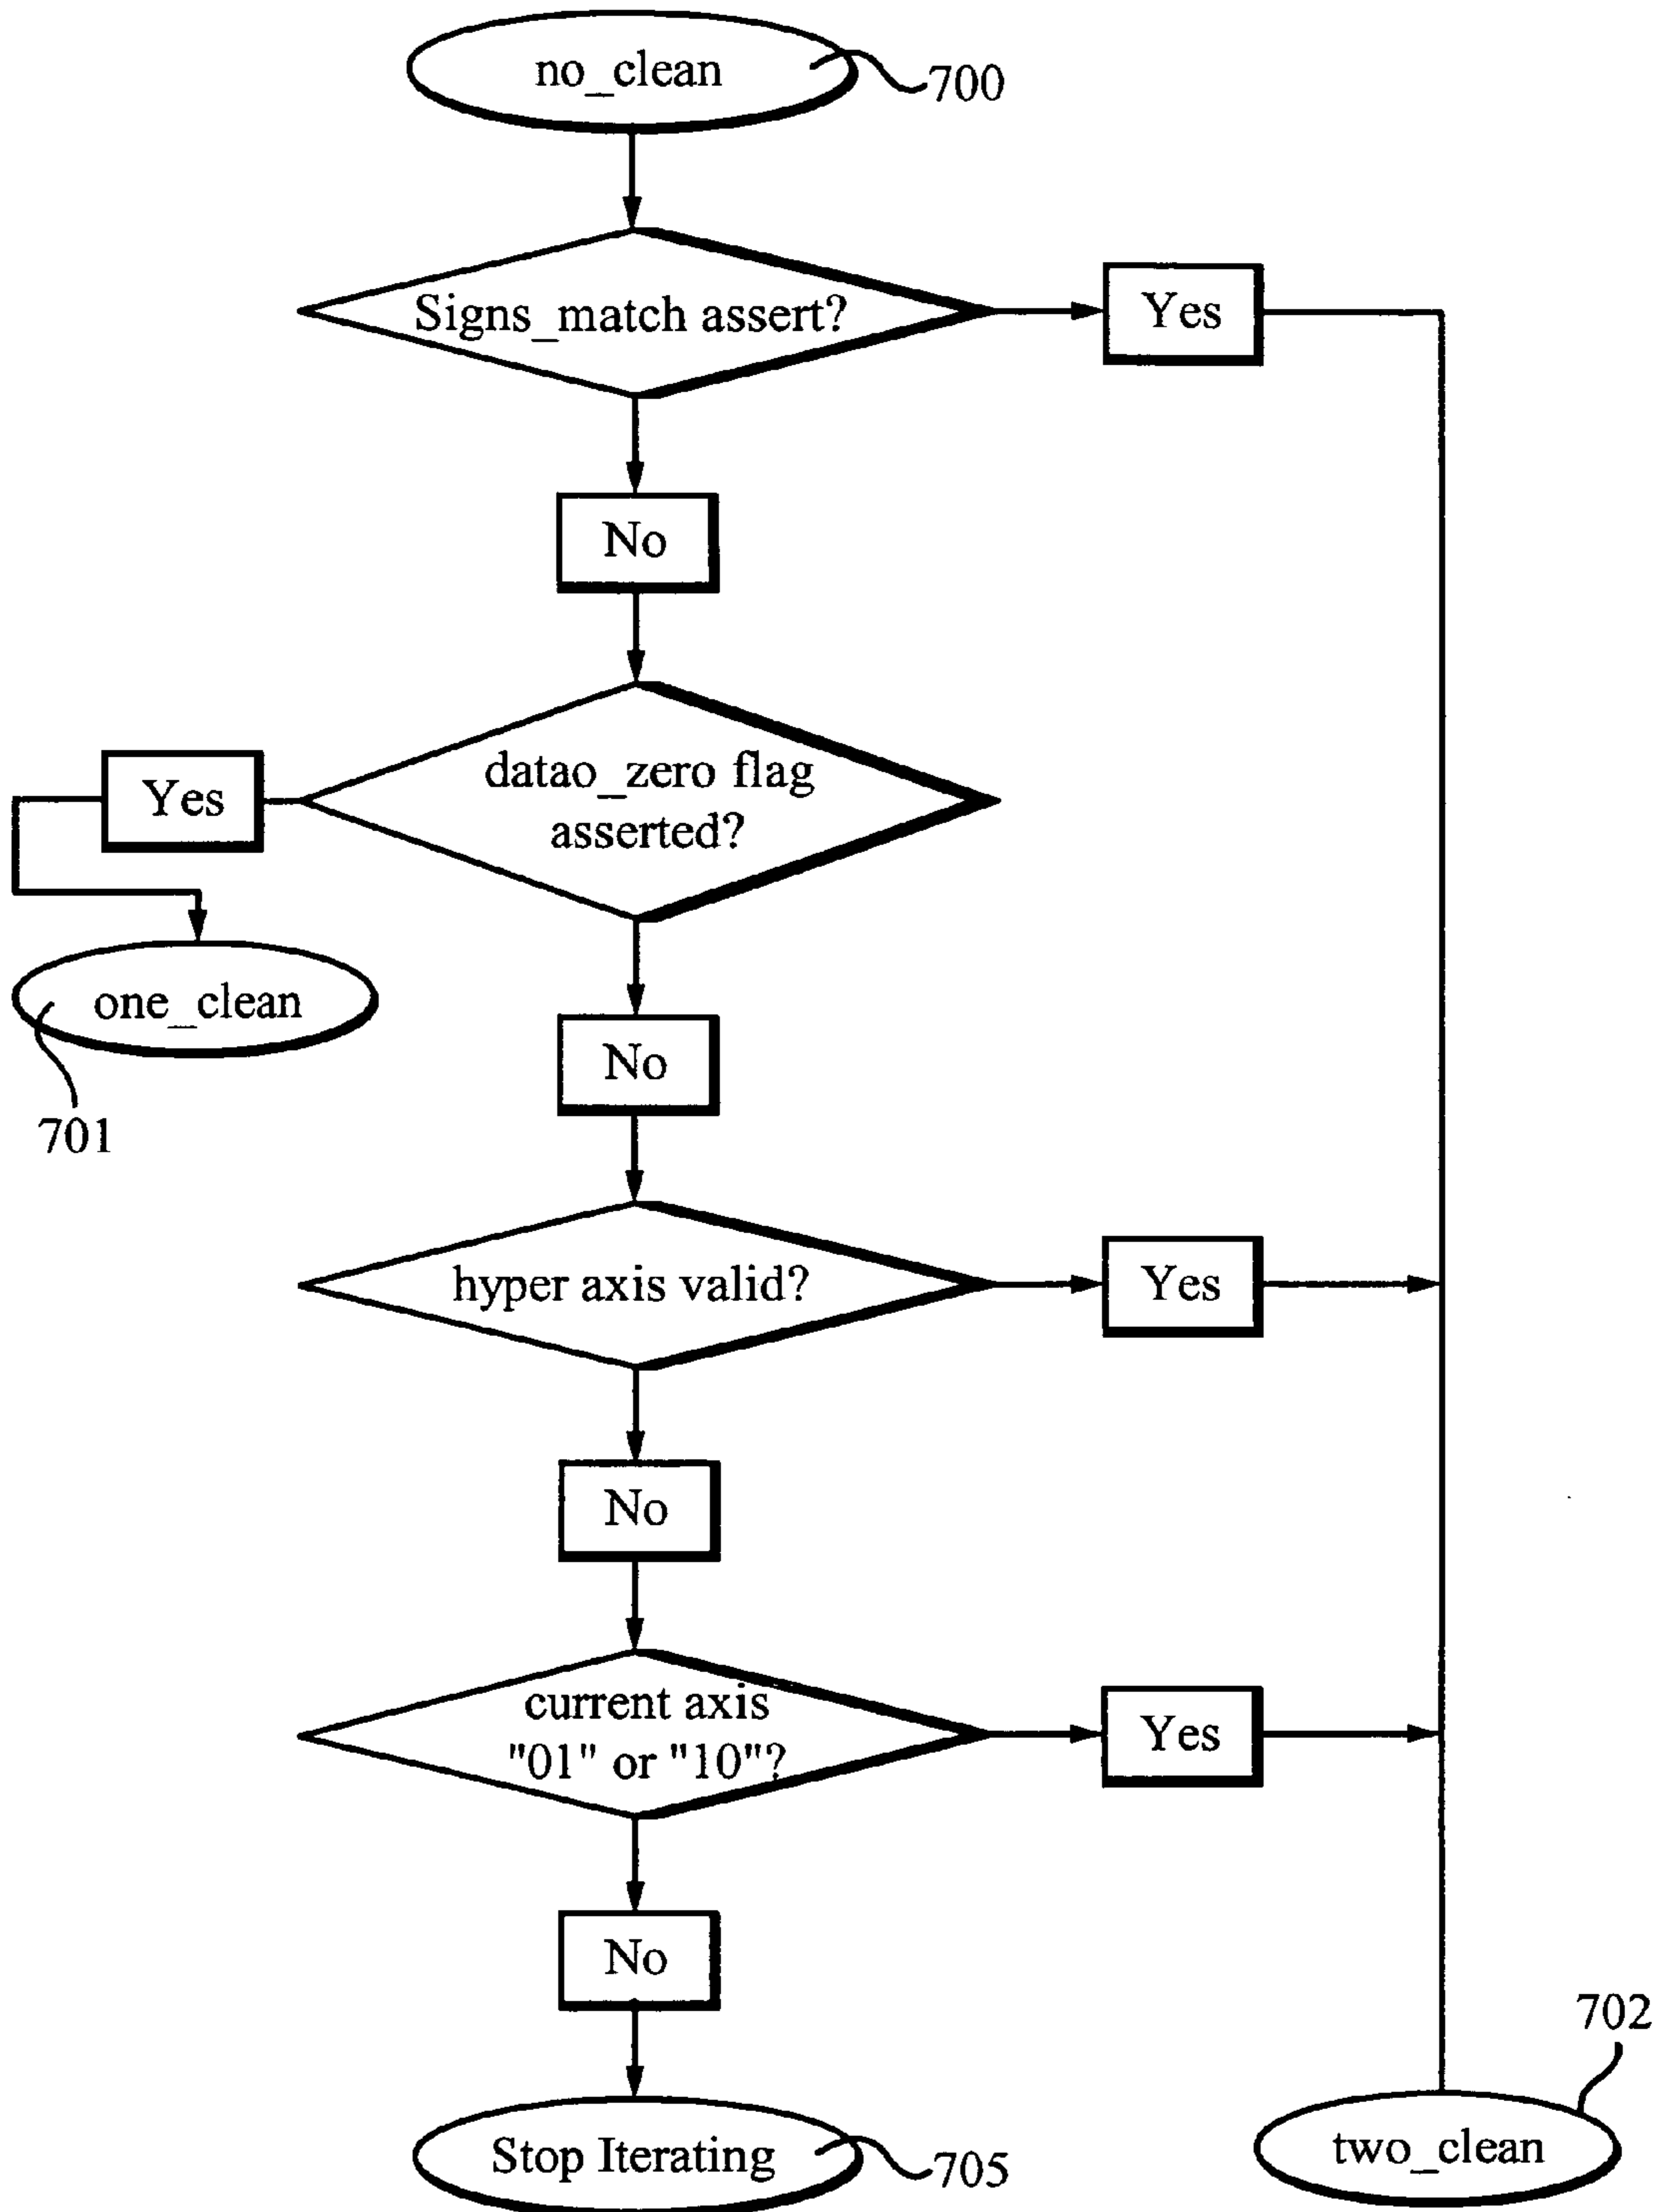 no_clean
700
Signs_match assert?
Yes
No
datao_zero flag
asserted?
Yes
one_clean
701
No
hyper axis valid?
Yes
No
current axis
"01" or "10"?
Yes
No
702
Stop Iterating
705
two_clean